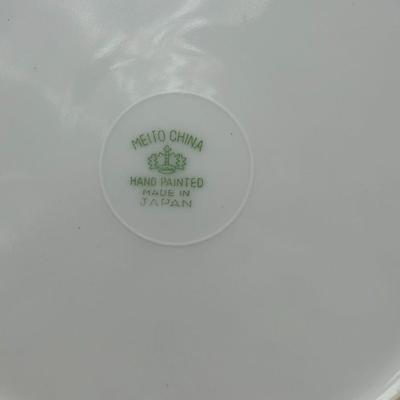 MEITO CHINA
HAND PAINTED
MADE IN
JAPAN